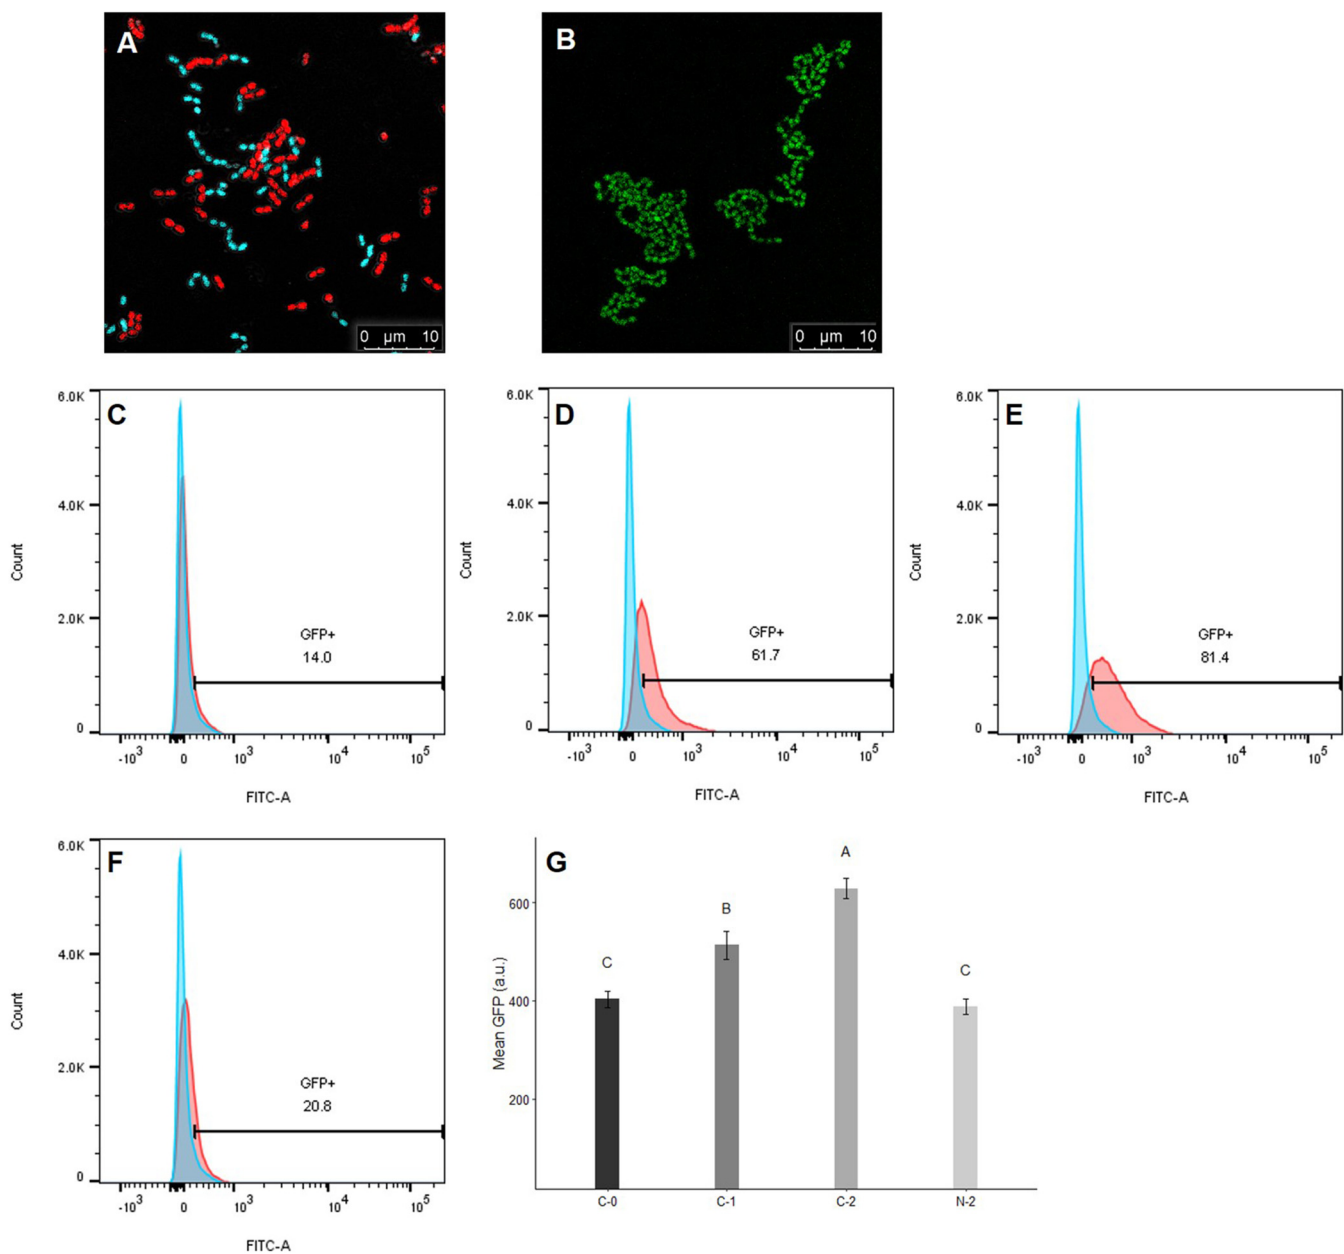 A
B
0 μm 10
0 μm 10
C
6.0K
4.0K
2.0K
0
Count
GFP+
14.0
-10³ 0 10³ 10⁴ 10⁵
FITC-A
D
6.0K
4.0K
2.0K
0
Count
GFP+
61.7
-10³ 0 10³ 10⁴ 10⁵
FITC-A
E
6.0K
4.0K
2.0K
0
Count
GFP+
81.4
-10³ 0 10³ 10⁴ 10⁵
FITC-A
F
6.0K
4.0K
2.0K
0
Count
GFP+
20.8
-10³ 0 10³ 10⁴ 10⁵
FITC-A
G
600
400
200
Mean GFP (a.u.)
C
B
A
C
C-0 C-1 C-2 N-2